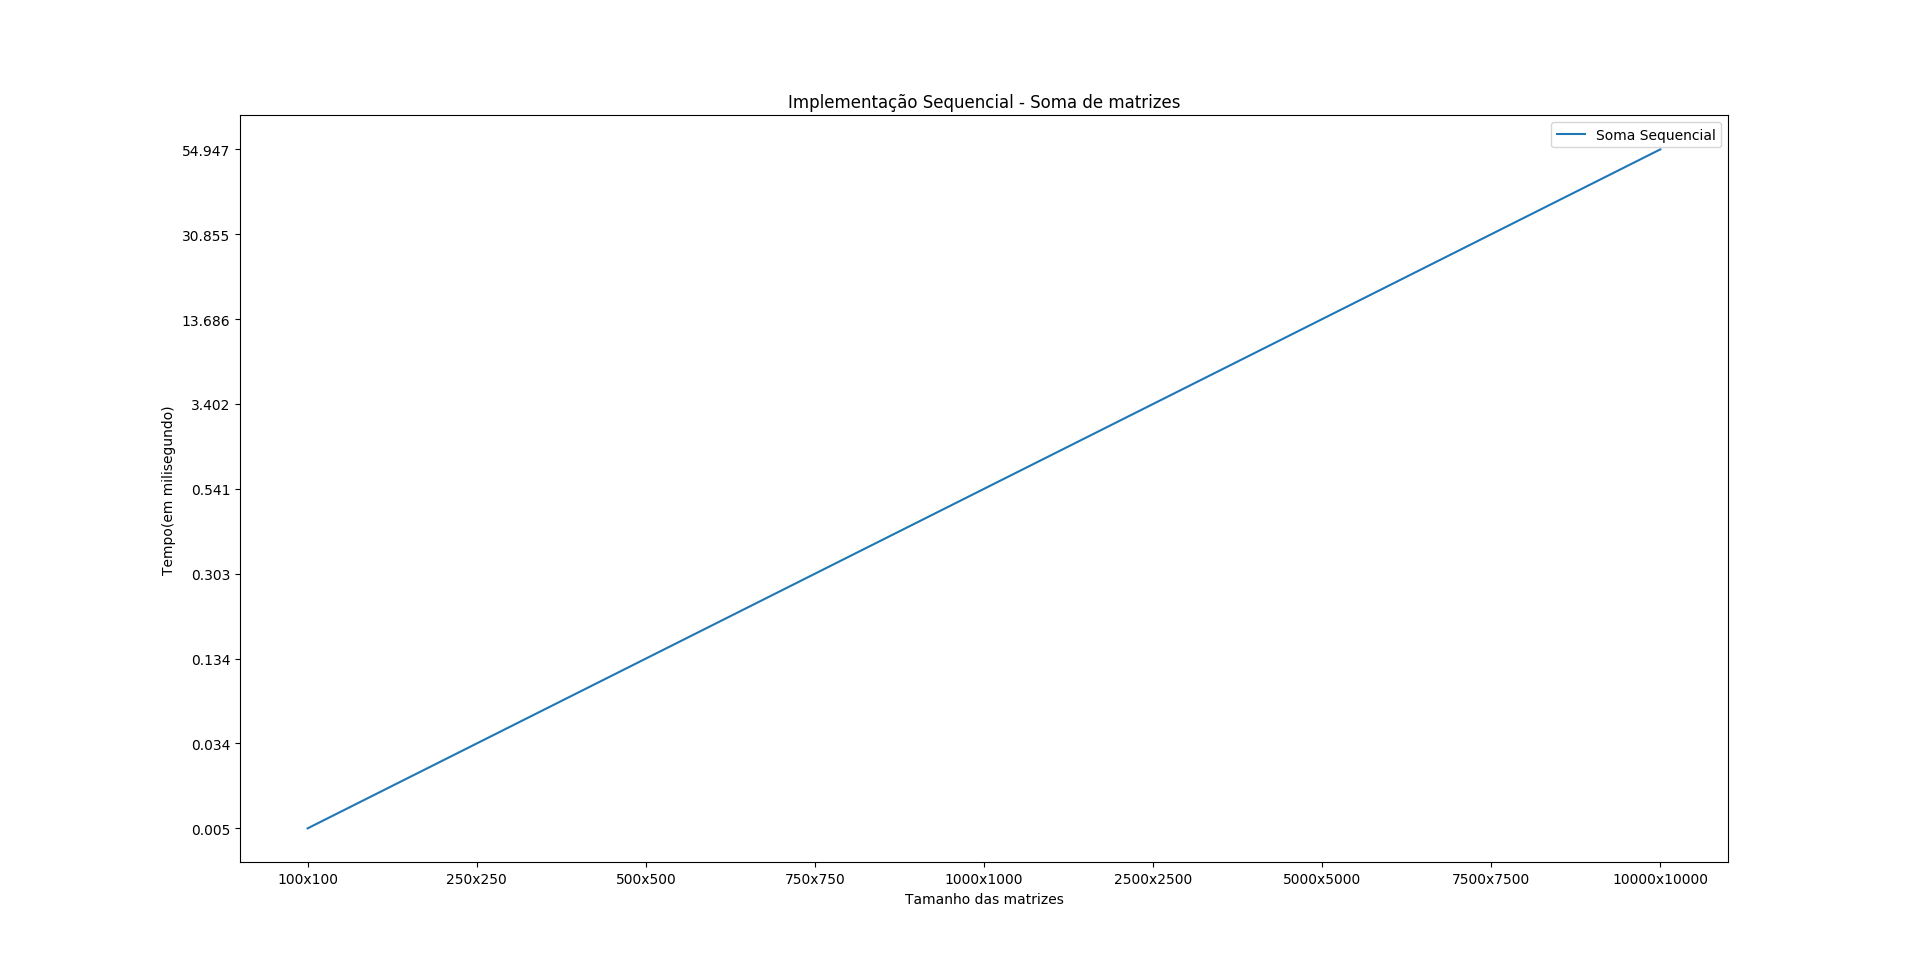 Implementação Sequencial - Soma de matrizes
Soma Sequencial
54.947
30.855
13.686
3.402
0.541
0.303
0.134
0.034
0.005
Tempo(em milisegundo)
100x100
250x250
500x500
750x750
1000x1000
2500x2500
5000x5000
7500x7500
10000x10000
Tamanho das matrizes